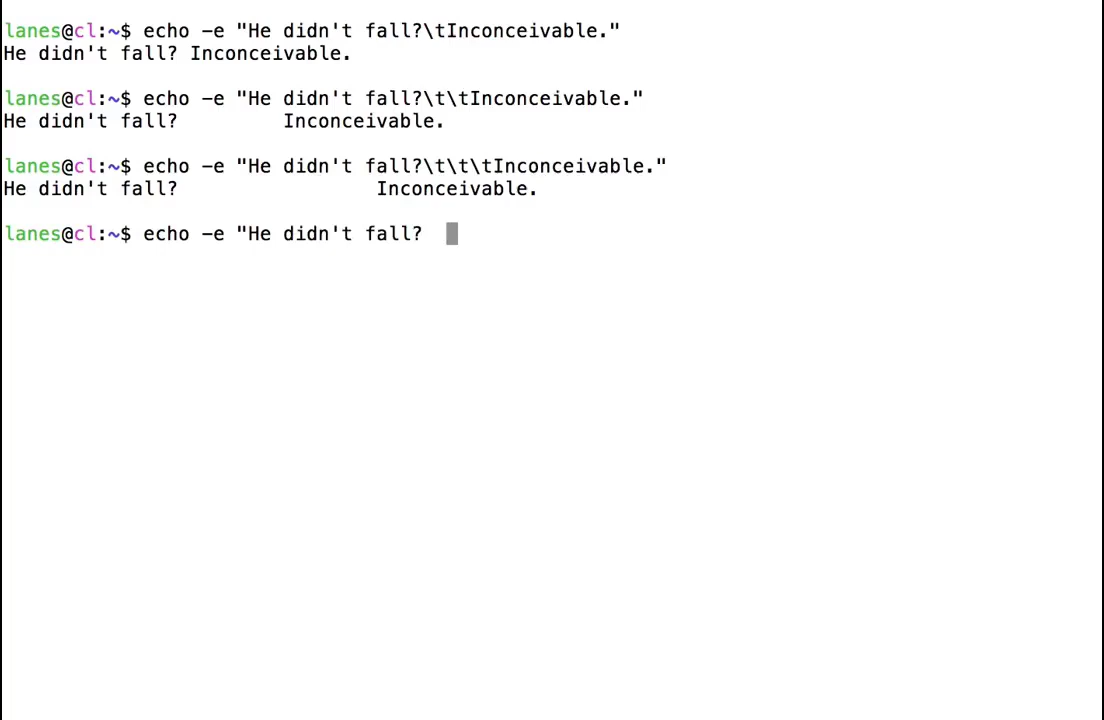 lanes@cl:~$ echo -e "He didn't fall?\tInconceivable."
He didn't fall? Inconceivable.
lanes@cl:~$ echo -e "He didn't fall?\t\tInconceivable."
He didn't fall?         Inconceivable.
lanes@cl:~$ echo -e "He didn't fall?\t\t\tInconceivable."
He didn't fall?                 Inconceivable.
lanes@cl:~$ echo -e "He didn't fall?